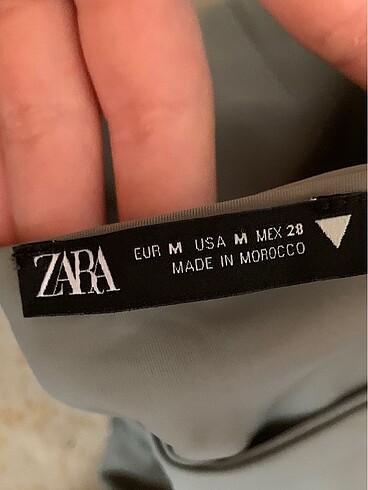 ZARA
EUR M USA M MEX 28
MADE IN MOROCCO